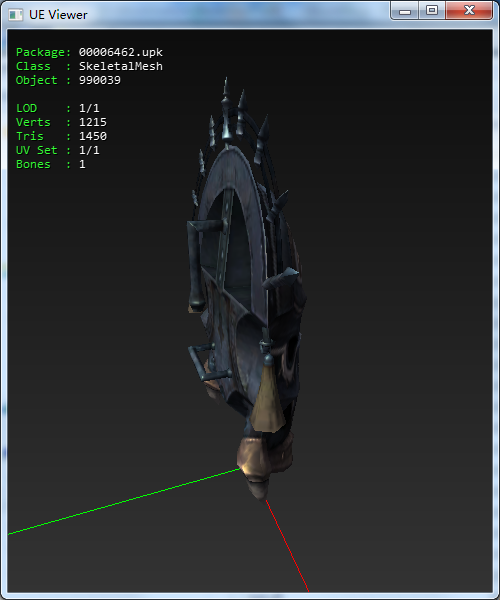 UE Viewer
Package: 00006462.upk
Class : SkeletalMesh
Object : 990039
LOD : 1/1
Verts : 1215
Tris : 1450
UV Set : 1/1
Bones : 1